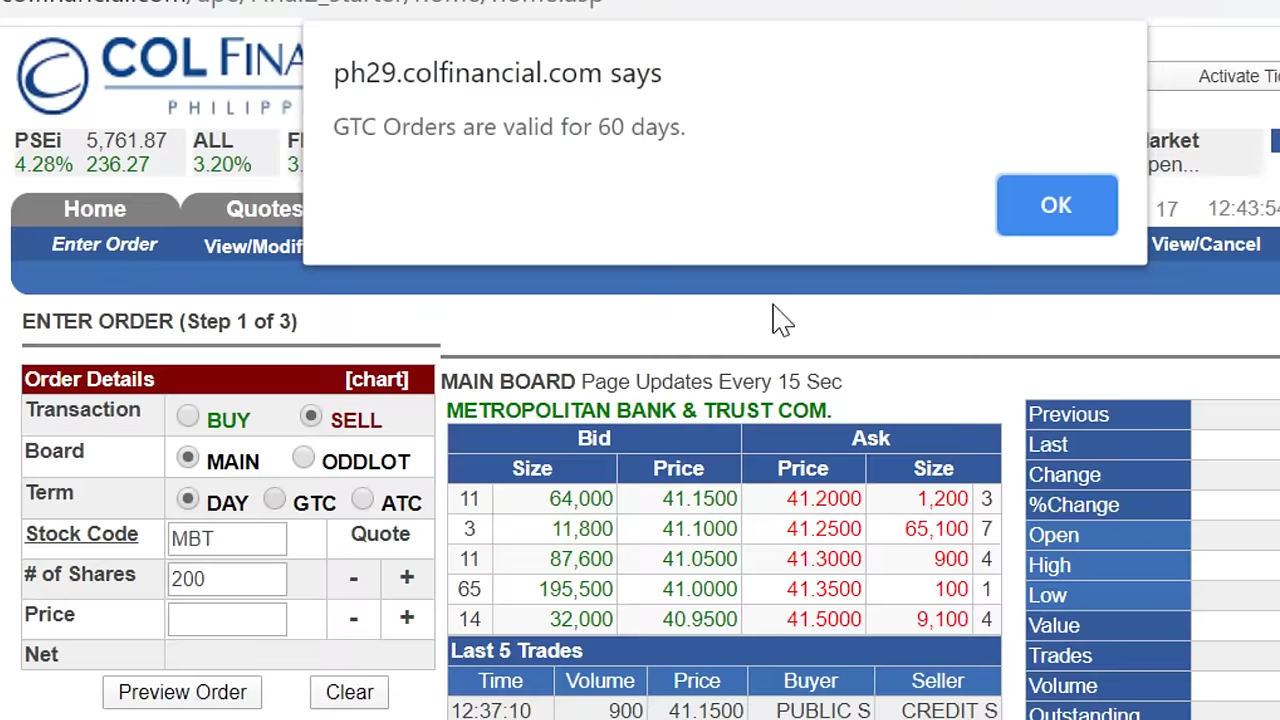 COL FINA
PHILIPP
ph29.colfinancial.com says
GTC Orders are valid for 60 days.
OK
Activate
PSEi 5,761.87 ALL
4.28% 236.27 3.20% 3.
arket
pen...
Home Quotes
17 12:43:54
Enter Order View/Modif View/Cancel
ENTER ORDER (Step 1 of 3)
Order Details [chart]
Transaction BUY SELL
Board MAIN ODDLOT
Term DAY GTC ATC
Stock Code MBT Quote
# of Shares 200 - +
Price - +
Net
Preview Order Clear
MAIN BOARD Page Updates Every 15 Sec
METROPOLITAN BANK & TRUST COM.
Bid Ask
Size Price Price Size
11 64,000 41.1500 41.2000 1,200 3
3 11,800 41.1000 41.2500 65,100 7
11 87,600 41.0500 41.3000 900 4
65 195,500 41.0000 41.3500 100 1
14 32,000 40.9500 41.5000 9,100 4
Last 5 Trades
Time Volume Price Buyer Seller
12:37:10 900 41.1500 PUBLIC S CREDIT S
Previous
Last
Change
%Change
Open
High
Low
Value
Trades
Volume
Outstanding